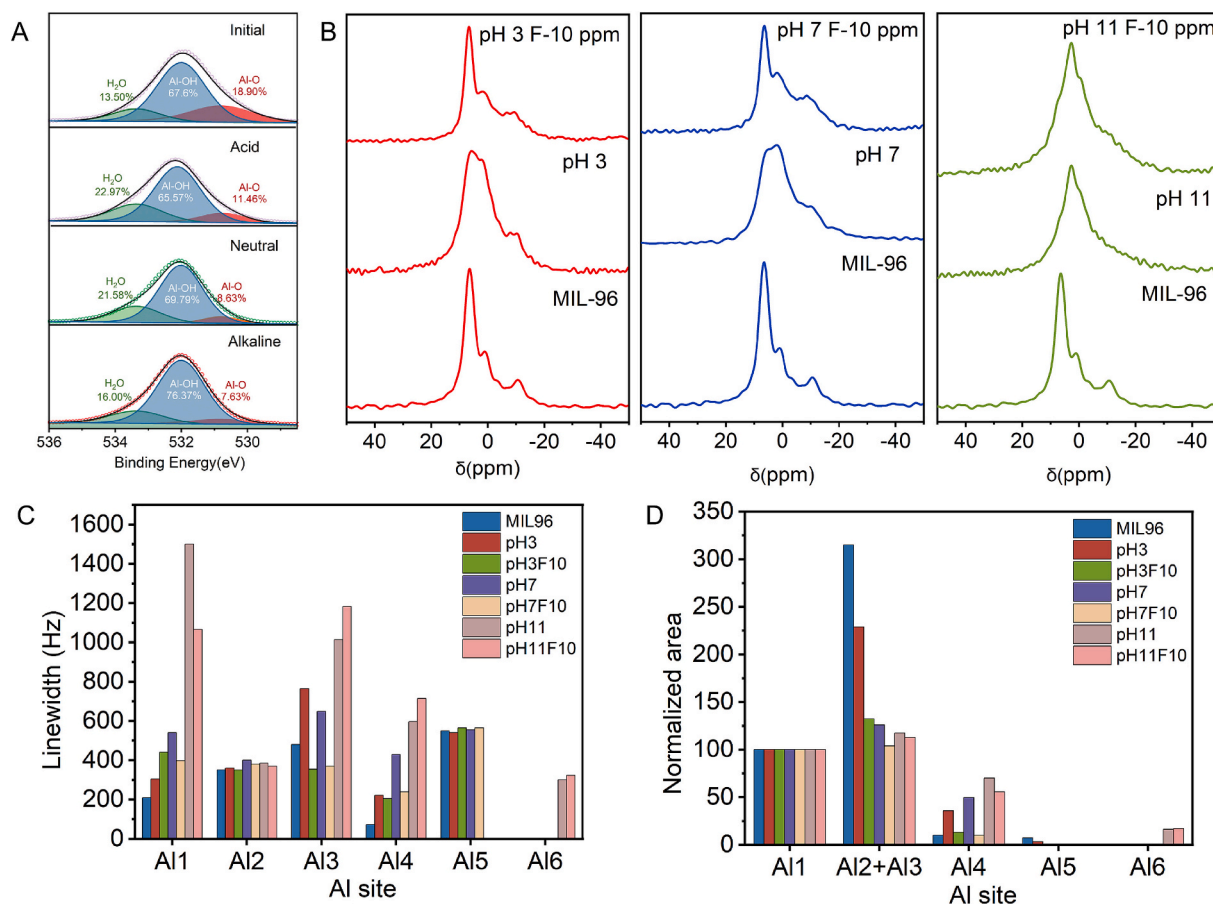 A
Initial
H₂O
13.50%
Al-OH
67.6%
Al-O
18.90%
Acid
H₂O
22.97%
Al-OH
65.57%
Al-O
11.46%
Neutral
H₂O
21.58%
Al-OH
69.79%
Al-O
8.63%
Alkaline
H₂O
16.00%
Al-OH
76.37%
Al-O
7.63%
536 534 532 530
Binding Energy(eV)
B
pH 3 F-10 ppm
pH 3
MIL-96
40 20 0 -20 -40
δ(ppm)
pH 7 F-10 ppm
pH 7
MIL-96
40 20 0 -20 -40
δ(ppm)
pH 11 F-10 ppm
pH 11
MIL-96
40 20 0 -20 -40
δ(ppm)
C
Linewidth (Hz)
1600
1400
1200
1000
800
600
400
200
0
MIL96
pH3
pH3F10
pH7
pH7F10
pH11
pH11F10
Al1 Al2 Al3 Al4 Al5 Al6
Al site
D
Normalized area
350
300
250
200
150
100
50
0
MIL96
pH3
pH3F10
pH7
pH7F10
pH11
pH11F10
Al1 Al2+Al3 Al4 Al5 Al6
Al site